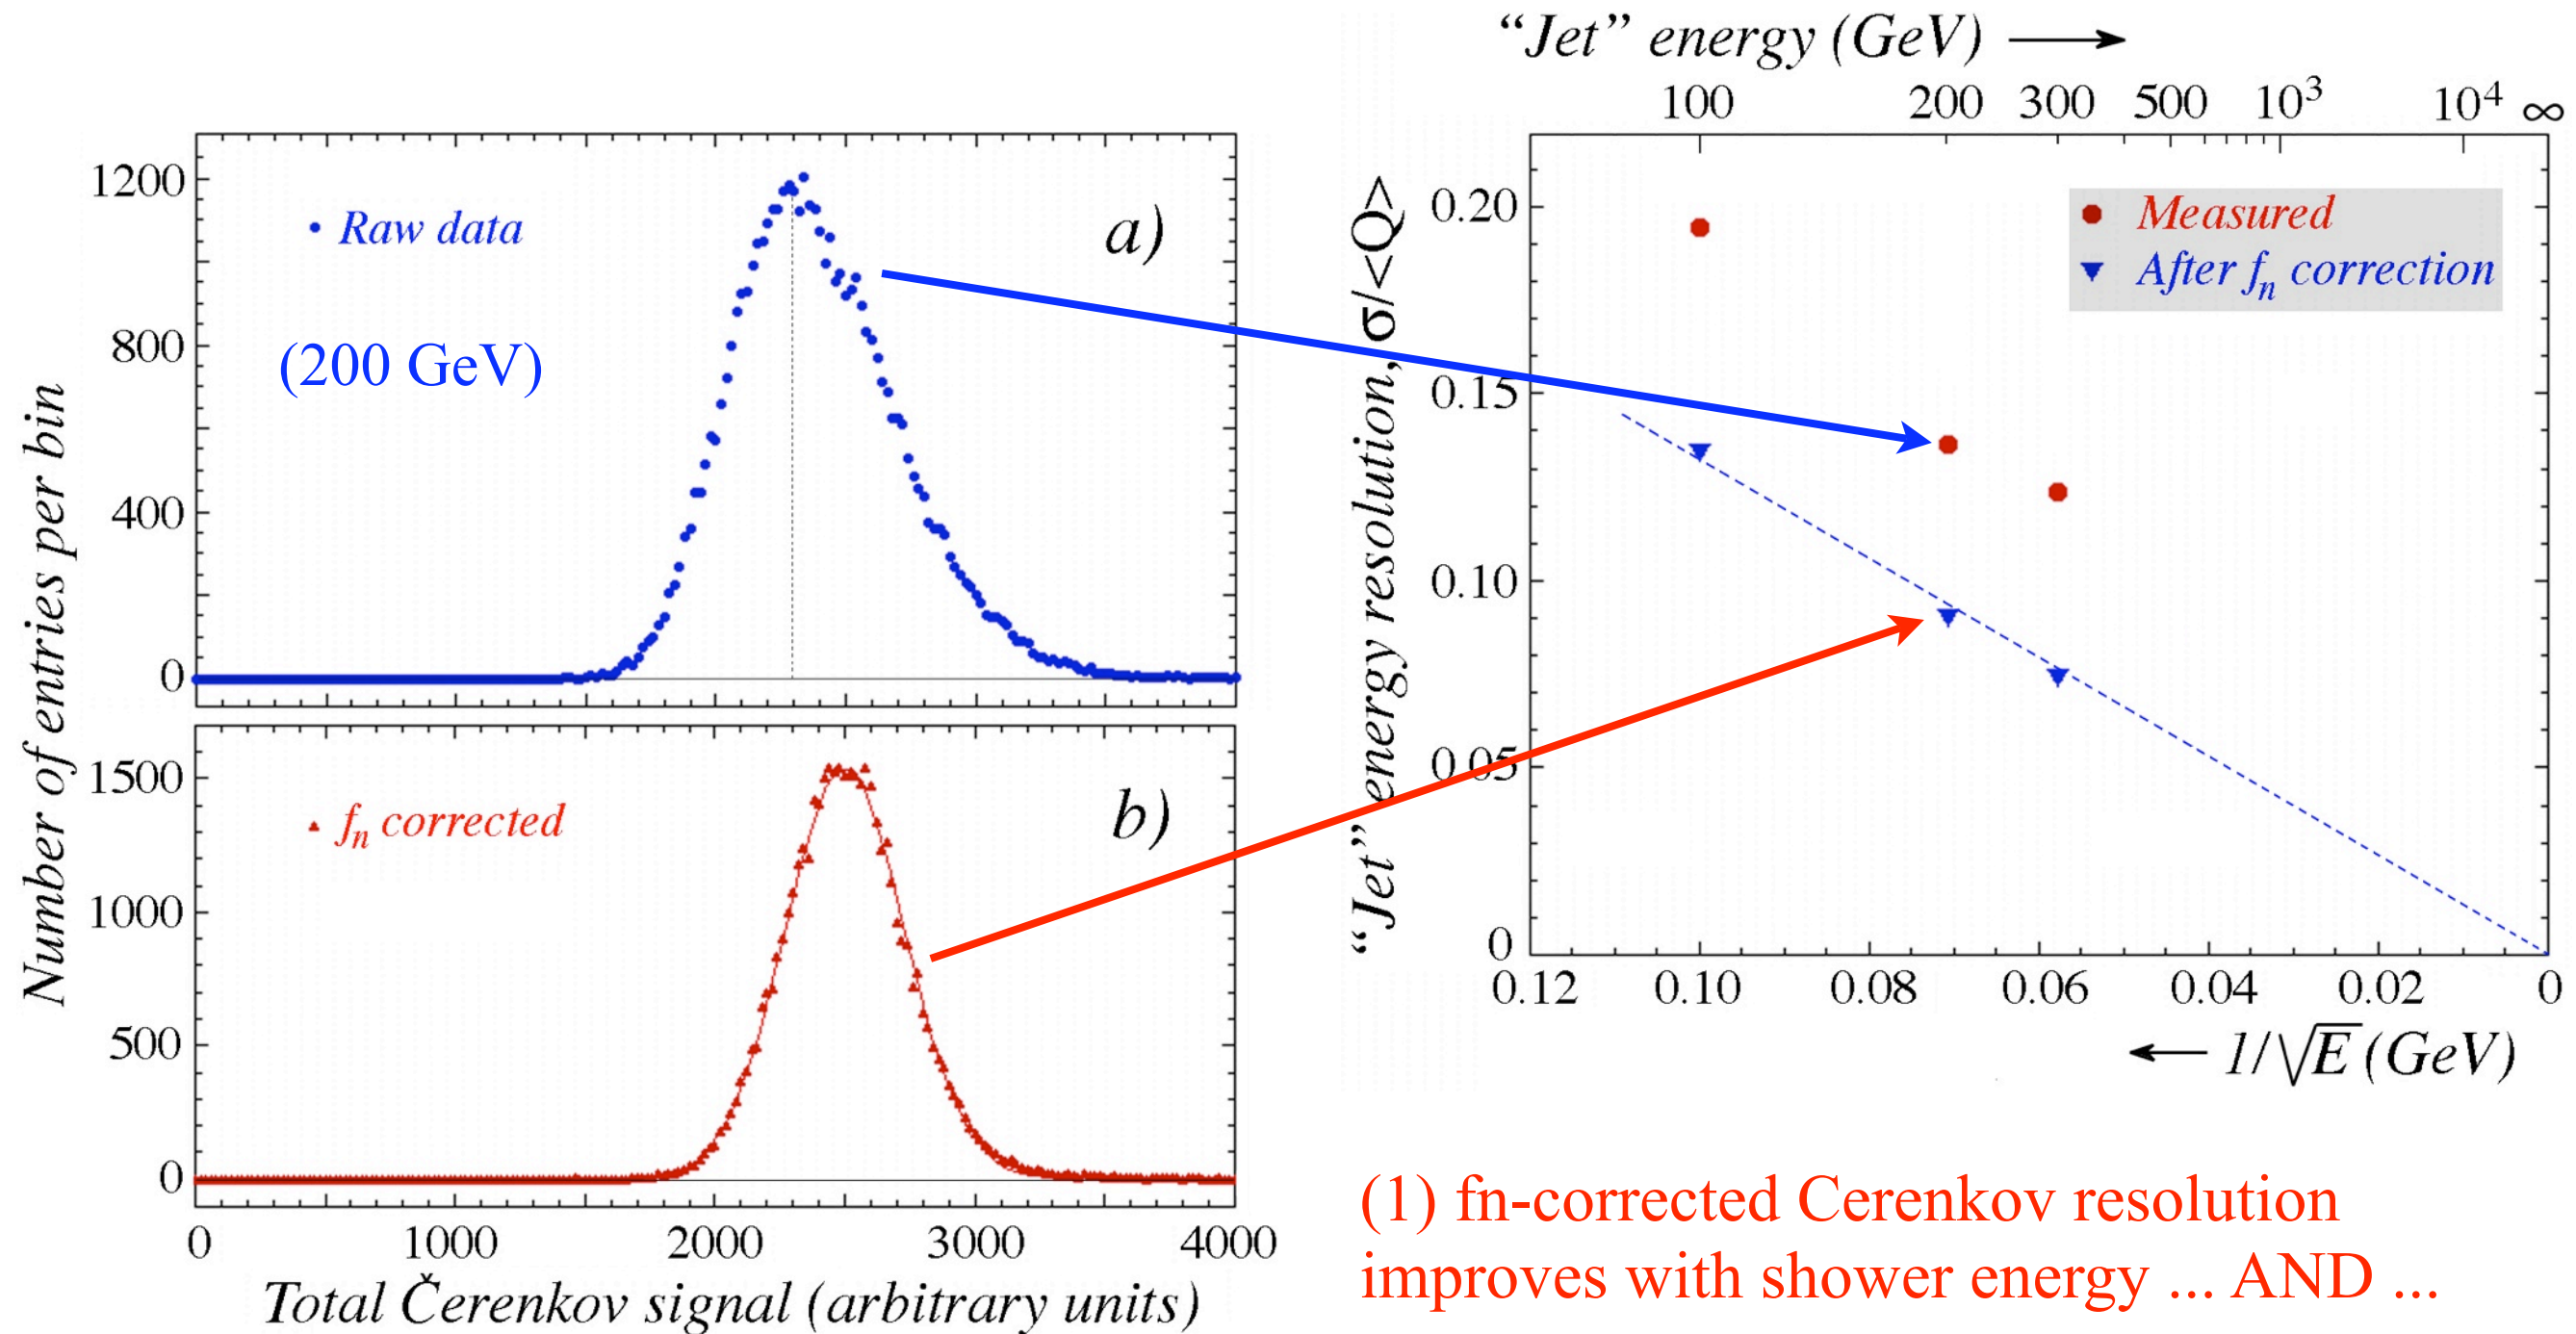 "Jet" energy (GeV) ⟶
100 200 300 500 10³ 10⁴ ∞
1200
800
400
0
• Raw data
a)
(200 GeV)
Number of entries per bin
1500
1000
500
0
fₙ corrected
b)
0 1000 2000 3000 4000
Total Čerenkov signal (arbitrary units)
"Jet" energy resolution, σ/<Q>
0.20
0.15
0.10
0.05
0
Measured
After fₙ correction
0.12 0.10 0.08 0.06 0.04 0.02 0
⟵ 1/√E (GeV)
(1) fn-corrected Cerenkov resolution
improves with shower energy ... AND ...